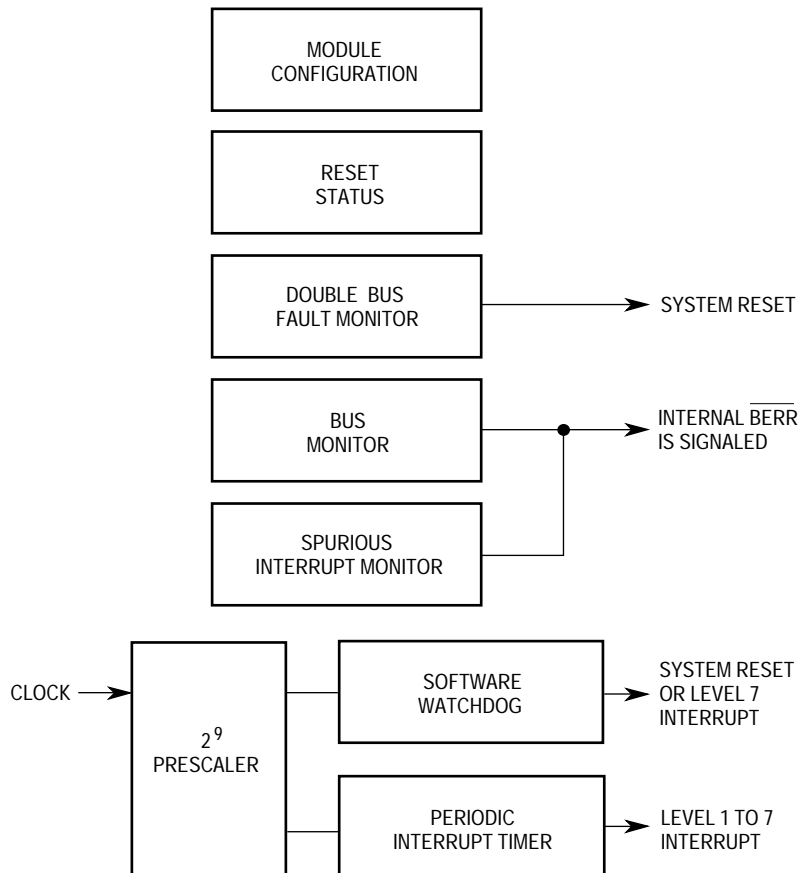 MODULE
CONFIGURATION
RESET
STATUS
DOUBLE BUS
FAULT MONITOR
SYSTEM RESET
BUS
MONITOR
INTERNAL BERR
IS SIGNALED
SPURIOUS
INTERRUPT MONITOR
CLOCK
2⁹
PRESCALER
SOFTWARE
WATCHDOG
SYSTEM RESET
OR LEVEL 7
INTERRUPT
PERIODIC
INTERRUPT TIMER
LEVEL 1 TO 7
INTERRUPT